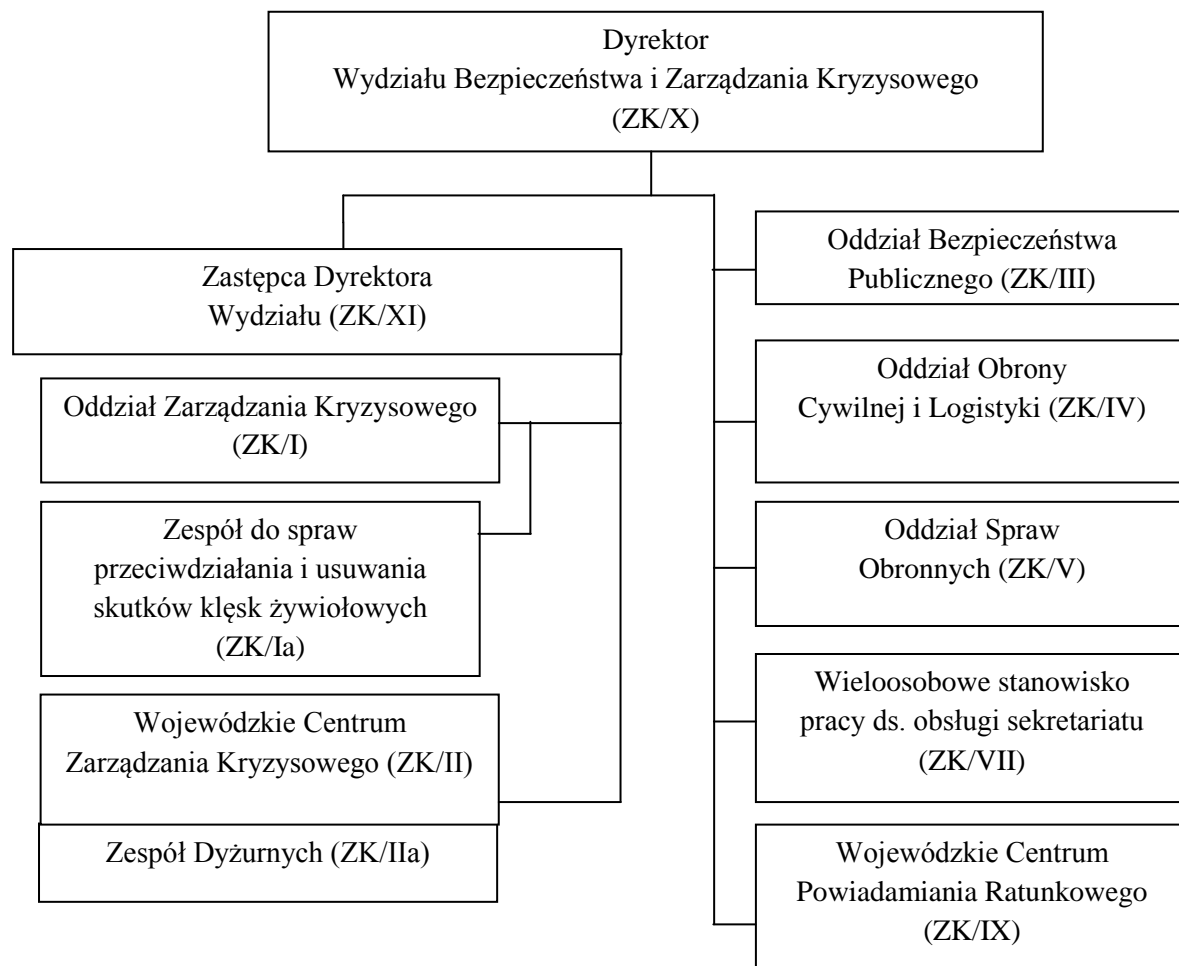 Dyrektor
Wydziału Bezpieczeństwa i Zarządzania Kryzysowego
(ZK/X)
Zastępca Dyrektora
Wydziału (ZK/XI)
Oddział Zarządzania Kryzysowego
(ZK/I)
Zespół do spraw
przeciwdziałania i usuwania
skutków klęsk żywiołowych
(ZK/Ia)
Wojewódzkie Centrum
Zarządzania Kryzysowego (ZK/II)
Zespół Dyżurnych (ZK/IIa)
Oddział Bezpieczeństwa
Publicznego (ZK/III)
Oddział Obrony
Cywilnej i Logistyki (ZK/IV)
Oddział Spraw
Obronnych (ZK/V)
Wieloosobowe stanowisko
pracy ds. obsługi sekretariatu
(ZK/VII)
Wojewódzkie Centrum
Powiadamiania Ratunkowego
(ZK/IX)